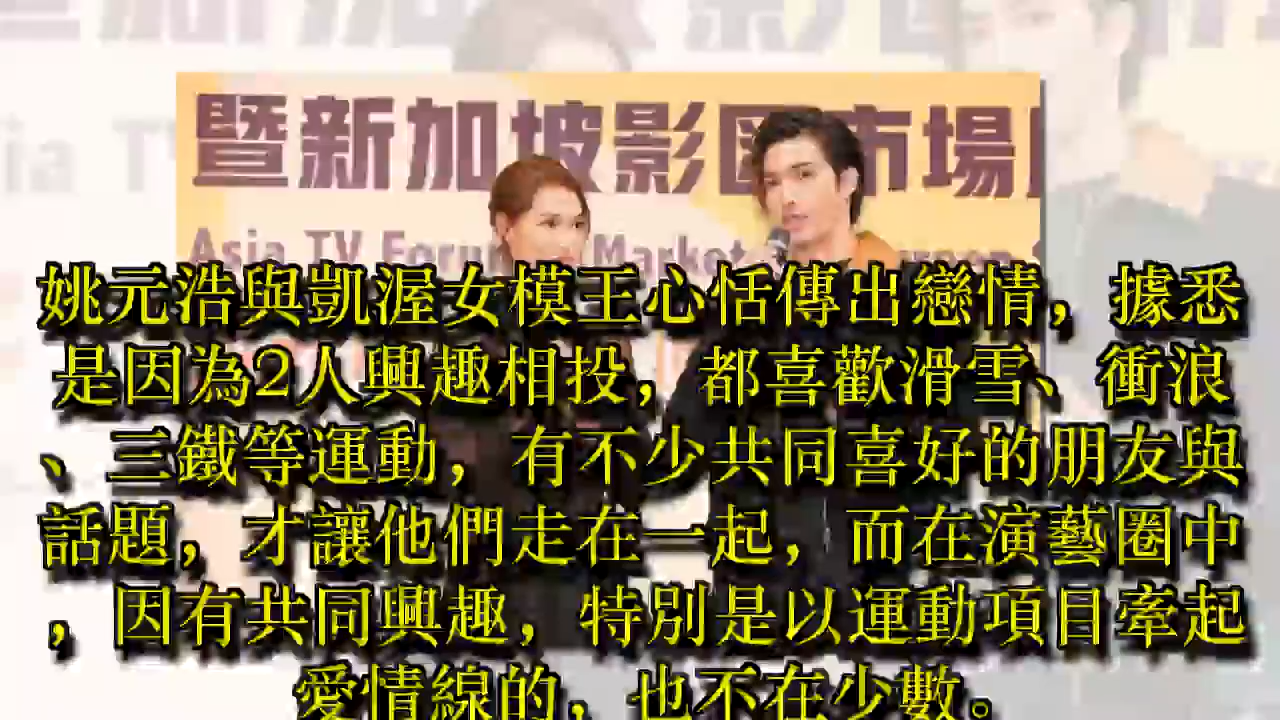 暨新加坡影
市場
Asia TV Forum
Market
姚元浩與凱渥女模王心恬傳出戀情，據悉
是因為2人興趣相投，都喜歡滑雪、衝浪
、三鐵等運動，有不少共同喜好的朋友與
話題，才讓他們走在一起，而在演藝圈中
，因有共同興趣，特別是以運動項目牽起
愛情線的，也不在少數。